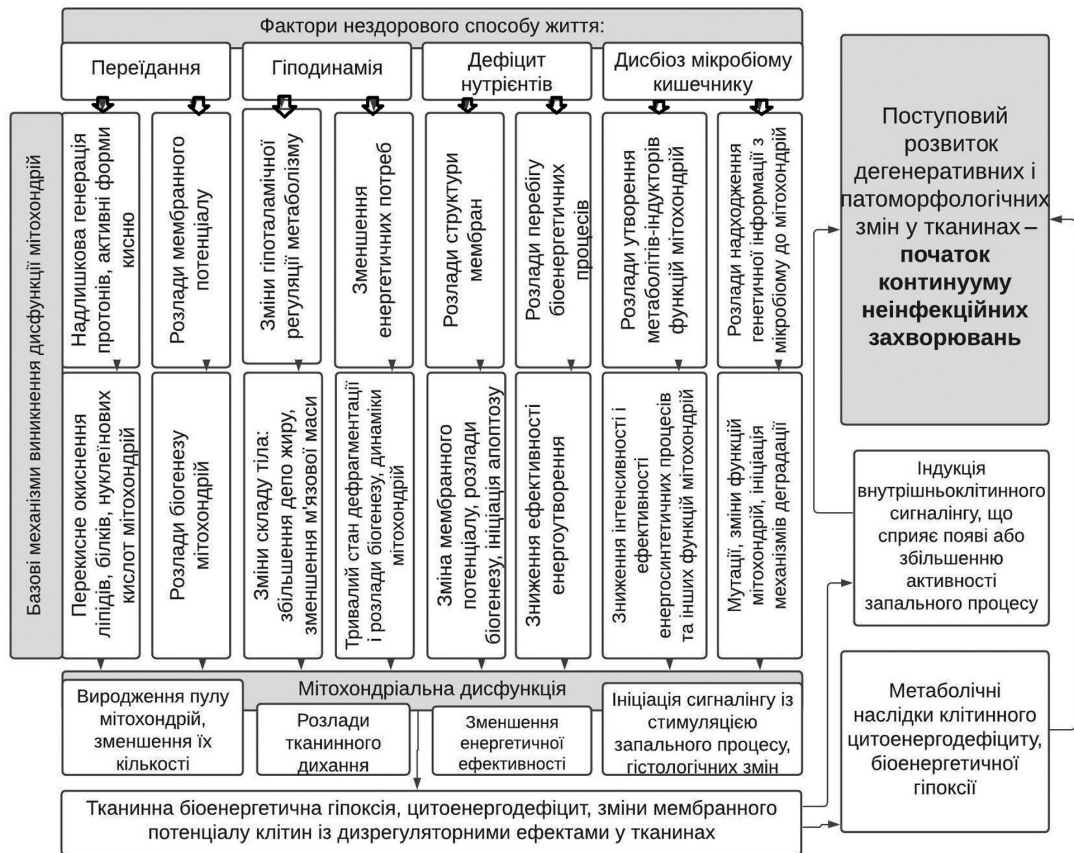 Фактори нездорового способу життя:
Переїдання
Гіподинамія
Дефіцит
нутрієнтів
Дисбіоз мікробіому
кишечнику
Базові механізми виникнення дисфункції мітохондрій
Надлишкова генерація
протонів, активні форми
кисню
Розлади мембранного
потенціалу
Зміни гіпоталамічної
регуляції метаболізму
Зменшення
енергетичних потреб
Розлади структури
мембран
Розлади перебігу
біоенергетичних
процесів
Розлади утворення
метаболітів-індукторів
функцій мітохондрій
Розлади надходження
генетичної інформації з
мікробіому до мітохондрій
Перекисне окиснення
ліпідів, білків, нуклеїнових
кислот мітохондрій
Розлади біогенезу
мітохондрій
Зміни складу тіла:
збільшення депо жиру,
зменшення м'язової маси
Тривалий стан дефрагментації
і розлади біогенезу, динаміки
мітохондрій
Зміна мембранного
потенціалу, розлади
біогенезу, ініціація апоптозу
Зниження ефективності
енергоутворення
Зниження інтенсивності і
ефективності
енергосинтетичних процесів
та інших функцій мітохондрій
Мутації, зміни функцій
мітохондрій, ініціація
механізмів деградації
Мітохондріальна дисфункція
Виродження пулу
мітохондрій,
зменшення їх
кількості
Розлади
тканинного
дихання
Зменшення
енергетичної
ефективності
Ініціація сигналінгу із
стимуляцією
запального процесу,
гістологічних змін
Тканинна біоенергетична гіпоксія, цитоенергодефіцит, зміни мембранного
потенціалу клітин із дизрегуляторними ефектами у тканинах
Поступовий
розвиток
дегенеративних і
патоморфологічних
змін у тканинах –
початок
континууму
неінфекційних
захворювань
Індукція
внутрішньоклітинного
сигналінгу, що
сприяє появі або
збільшенню
активності
запального процесу
Метаболічні
наслідки клітинного
цитоенергодефіциту,
біоенергетичної
гіпоксії